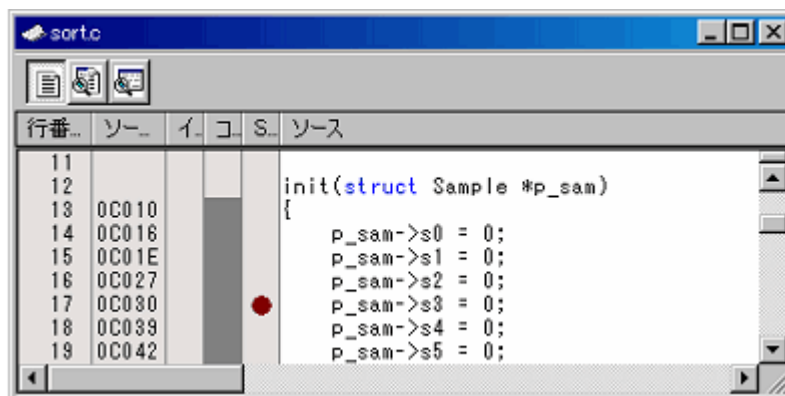 sort.c
行番... ソー... イ.. コ.. S.. ソース
11
12 init(struct Sample *p_sam)
13 0C010 {
14 0C016 p_sam->s0 = 0;
15 0C01E p_sam->s1 = 0;
16 0C027 p_sam->s2 = 0;
17 0C030 p_sam->s3 = 0;
18 0C039 p_sam->s4 = 0;
19 0C042 p_sam->s5 = 0;